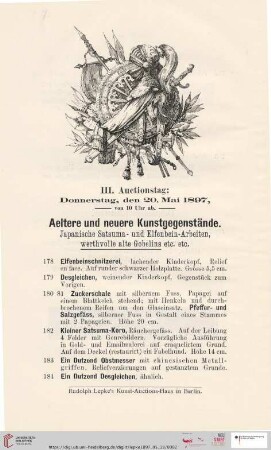 III. Auctionstag:
Donnerstag, den 20. Mai 1897,
von 10 Uhr ab.
Aeltere und neuere Kunstgegenstände.
Japanische Satsuma- und Elfenbein-Arbeiten,
werthvolle alte Gobelins etc. etc.
178 Elfenbeinschnitzerei, lachender Kinderkopf, Relief
en face. Auf runder schwarzer Holzplatte. Grösse 5,5 cm.
179 Desgleichen, weinender Kinderkopf. Gegenstück zum
Vorigen.
180/81 Zuckerschale mit silbernem Fuss, Papagei auf
einem Blattkelch stehend; mit Henkeln und durch-
brochenem Reifen um den Glaseinsatz. Pfeffer- und
Salzgefäss, silberner Fuss in Gestalt eines Stammes
mit 2 Papageien. Höhe 20 cm.
182 Kleiner Satsuma-Koro, Räuchergefäss. Auf der Leibung
4 Felder mit Genrebildern. Vorzügliche Ausführung
in Gold- und Emailmalerei auf craquelirtem Grund.
Auf dem Deckel (restaurirt) ein Fabelhund. Höhe 14 cm.
183 Ein Dutzend Obstmesser mit chinesischen Metall-
griffen. Reliefverzierungen auf gekörntem Grunde.
184 Ein Dutzend Desgleichen, ähnlich.
Rudolph Lepke's Kunst-Auctions-Haus in Berlin.